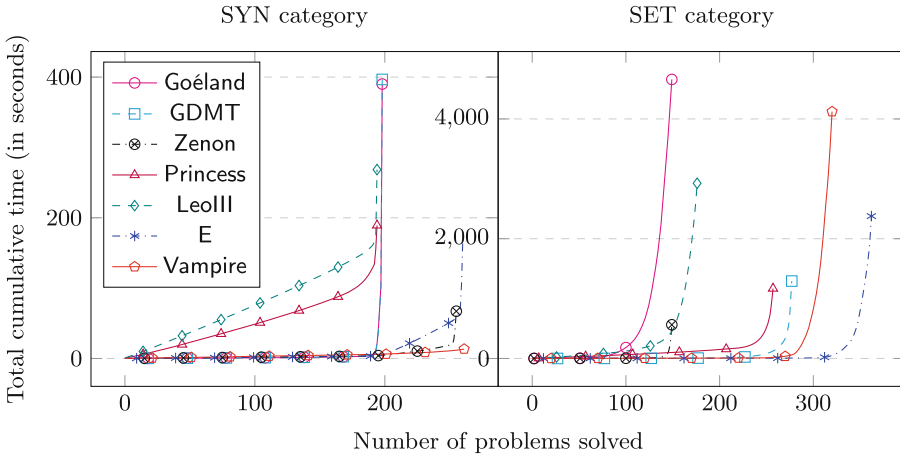 SYN category
SET category
Total cumulative time (in seconds)
400
200
0
4,000
2,000
0
Goéland
GDMT
Zenon
Princess
LeoIII
E
Vampire
0
100
200
0
100
200
300
Number of problems solved